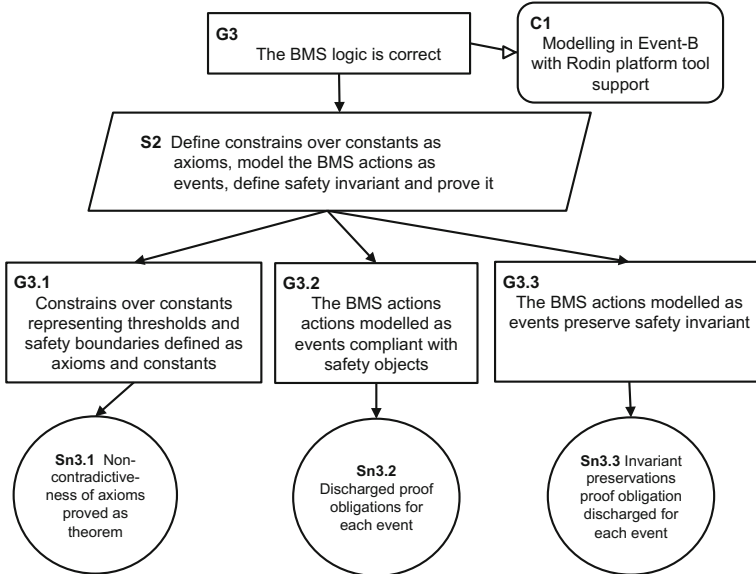 G3
The BMS logic is correct
C1
Modelling in Event-B
with Rodin platform tool
support
S2 Define constrains over constants as
axioms, model the BMS actions as
events, define safety invariant and prove it
G3.1
Constrains over constants
representing thresholds and
safety boundaries defined as
axioms and constants
G3.2
The BMS actions
actions modelled as
events compliant with
safety objects
G3.3
The BMS actions modelled as
events preserve safety invariant
Sn3.1 Non-
contradictive-
ness of axioms
proved as
theorem
Sn3.2
Discharged proof
obligations for
each event
Sn3.3 Invariant
preservations
proof obligation
discharged for
each event